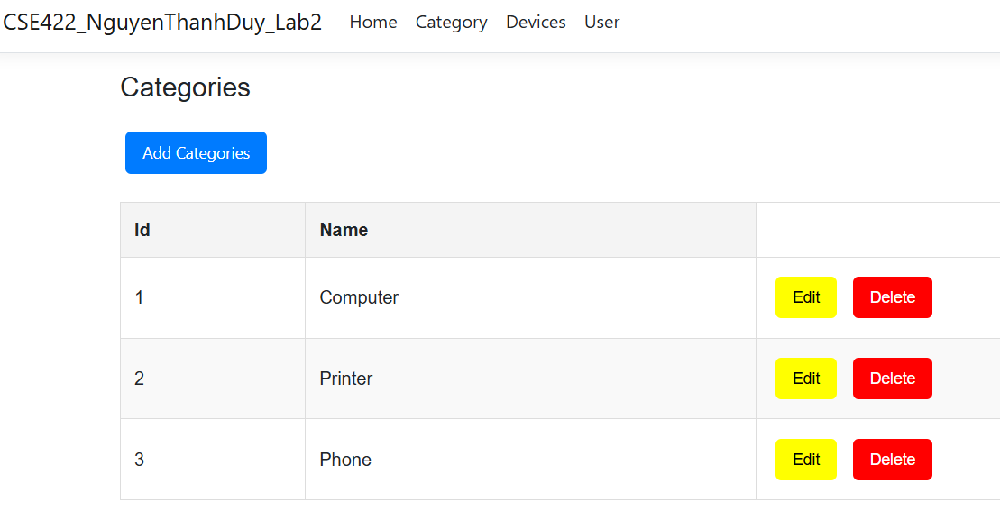 CSE422_NguyenThanhDuy_Lab2 Home Category Devices User
Categories
Add Categories
Id Name
1 Computer Edit Delete
2 Printer Edit Delete
3 Phone Edit Delete